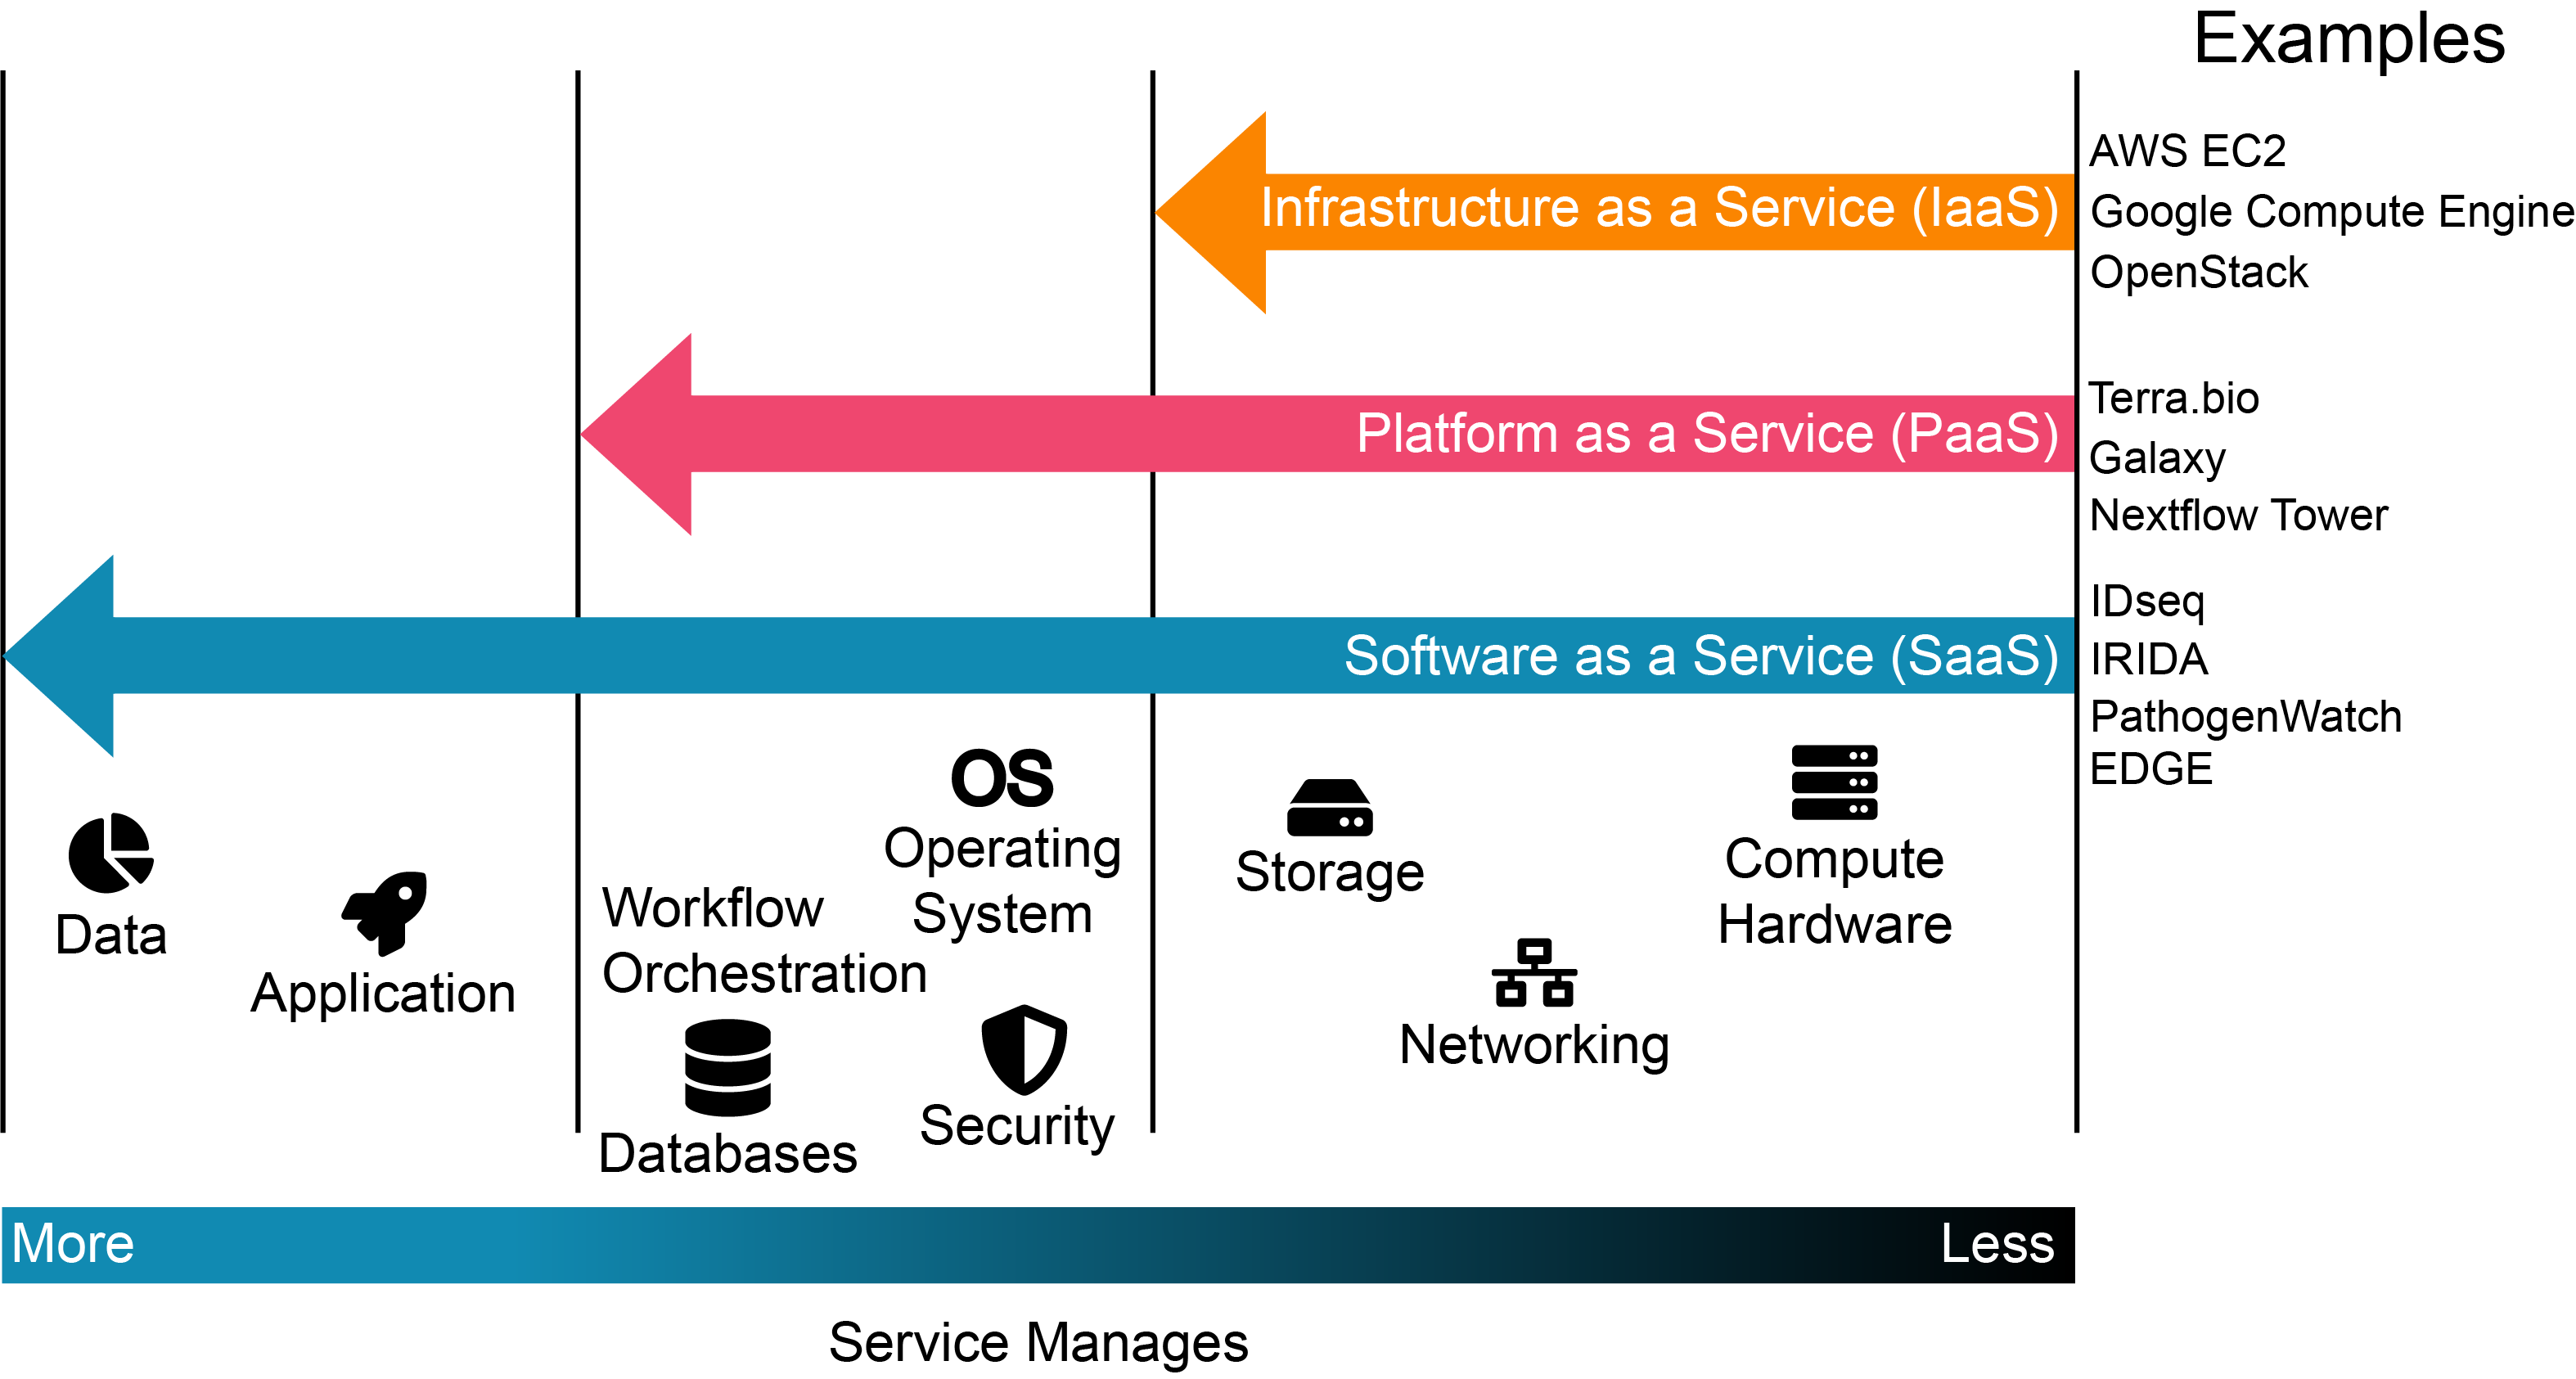 Examples
Infrastructure as a Service (IaaS)
AWS EC2
Google Compute Engine
OpenStack
Platform as a Service (PaaS)
Terra.bio
Galaxy
Nextflow Tower
Software as a Service (SaaS)
IDseq
IRIDA
PathogenWatch
EDGE
Data
Application
Workflow
Orchestration
Databases
OS
Operating
System
Security
Storage
Networking
Compute
Hardware
More
Less
Service Manages